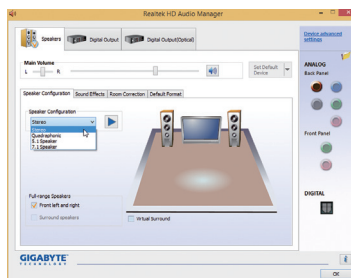 Realtek HD Audio Manager
Speakers
Digital Output
Digital Output(Optical)
Device advanced settings
Main Volume
L
R
Set Default Device
ANALOG
Back Panel
Speaker Configuration
Sound Effects
Room Correction
Default Format
Speaker Configuration
Stereo
Stereo
Quadraphonic
5.1 Speaker
7.1 Speaker
Front Panel
Full-range Speakers
Front left and right
Surround speakers
Virtual Surround
DIGITAL
GIGABYTE
TECHNOLOGY
OK